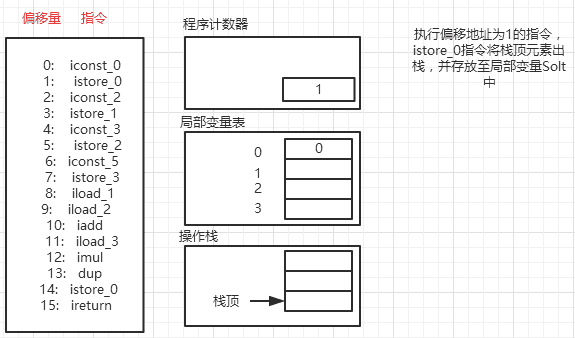 偏移量 指令
0: iconst_0
1: istore_0
2: iconst_2
3: istore_1
4: iconst_3
5: istore_2
6: iconst_5
7: istore_3
8: iload_1
9: iload_2
10: iadd
11: iload_3
12: imul
13: dup
14: istore_0
15: ireturn
程序计数器
1
局部变量表
0 0
1
2
3
操作栈
栈顶
执行偏移地址为1的指令，
istore_0指令将栈顶元素出
栈，并存放至局部变量Solt
中